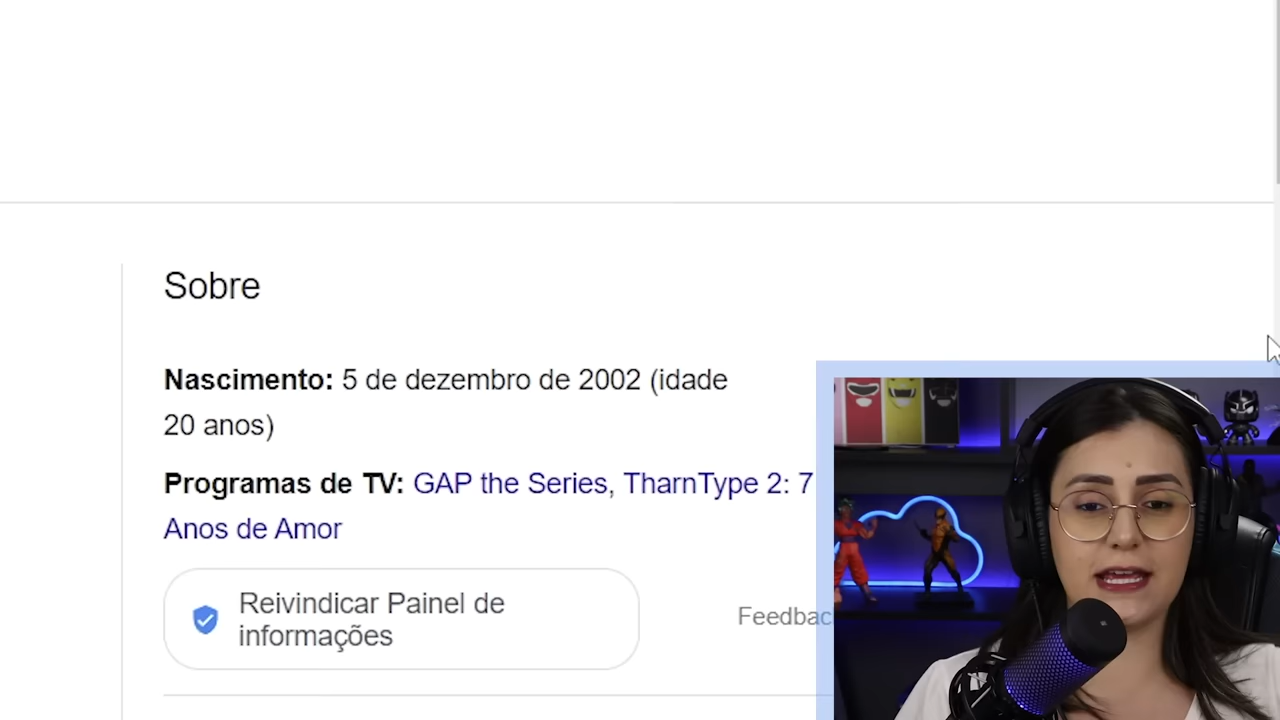 Sobre
Nascimento: 5 de dezembro de 2002 (idade
20 anos)
Programas de TV: GAP the Series, TharnType 2: 7
Anos de Amor
Reivindicar Painel de
informações
Feedbac